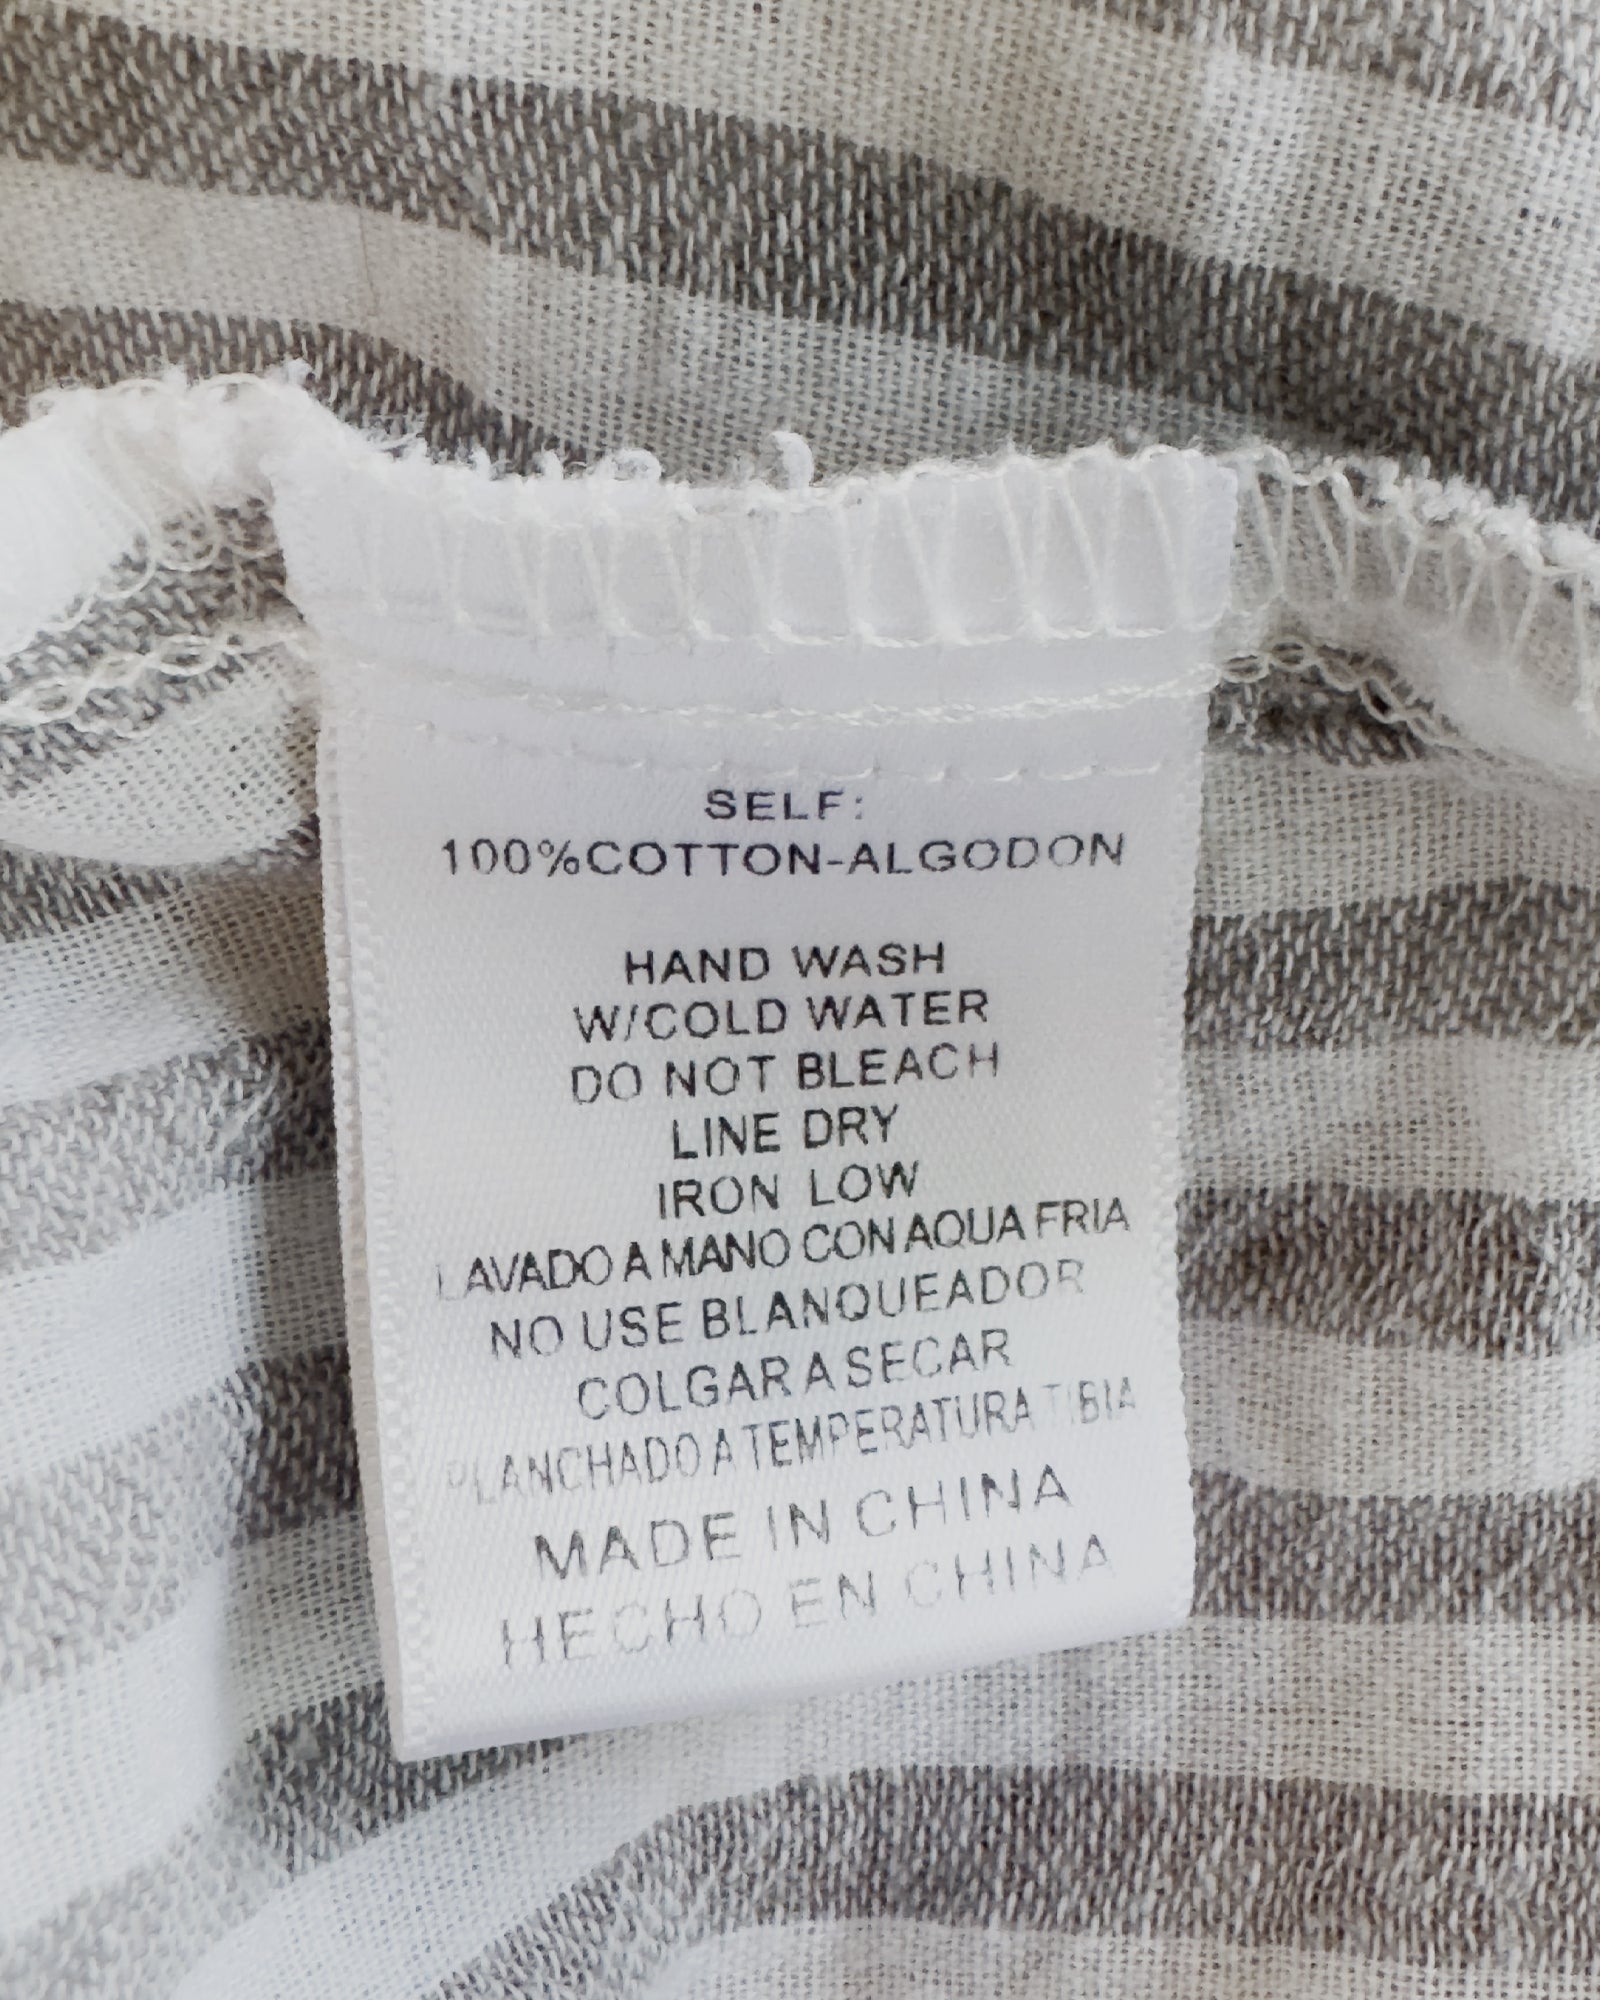 SELF:
100%COTTON-ALGODON
HAND WASH
W/COLD WATER
DO NOT BLEACH
LINE DRY
IRON LOW
LAVADO A MANO CON AQUA FRIA
NO USE BLANQUEADOR
COLGAR A SECAR
PLANCHADO A TEMPERATURA TIBIA
MADE IN CHINA
HECHO EN CHINA